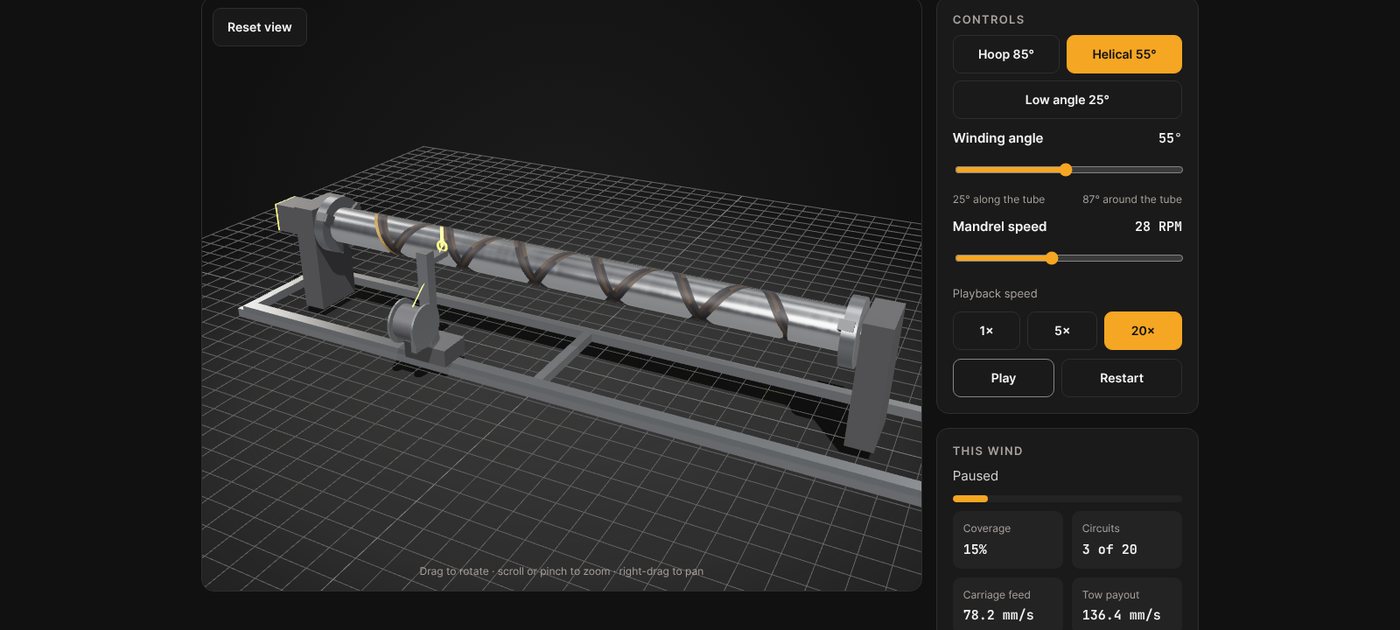 Reset view
Drag to rotate · scroll or pinch to zoom · right-drag to pan
CONTROLS
Hoop 85° Helical 55°
Low angle 25°
Winding angle 55°
25° along the tube 87° around the tube
Mandrel speed 28 RPM
Playback speed
1× 5× 20×
Play Restart
THIS WIND
Paused
Coverage Circuits
15% 3 of 20
Carriage feed Tow payout
78.2 mm/s 136.4 mm/s